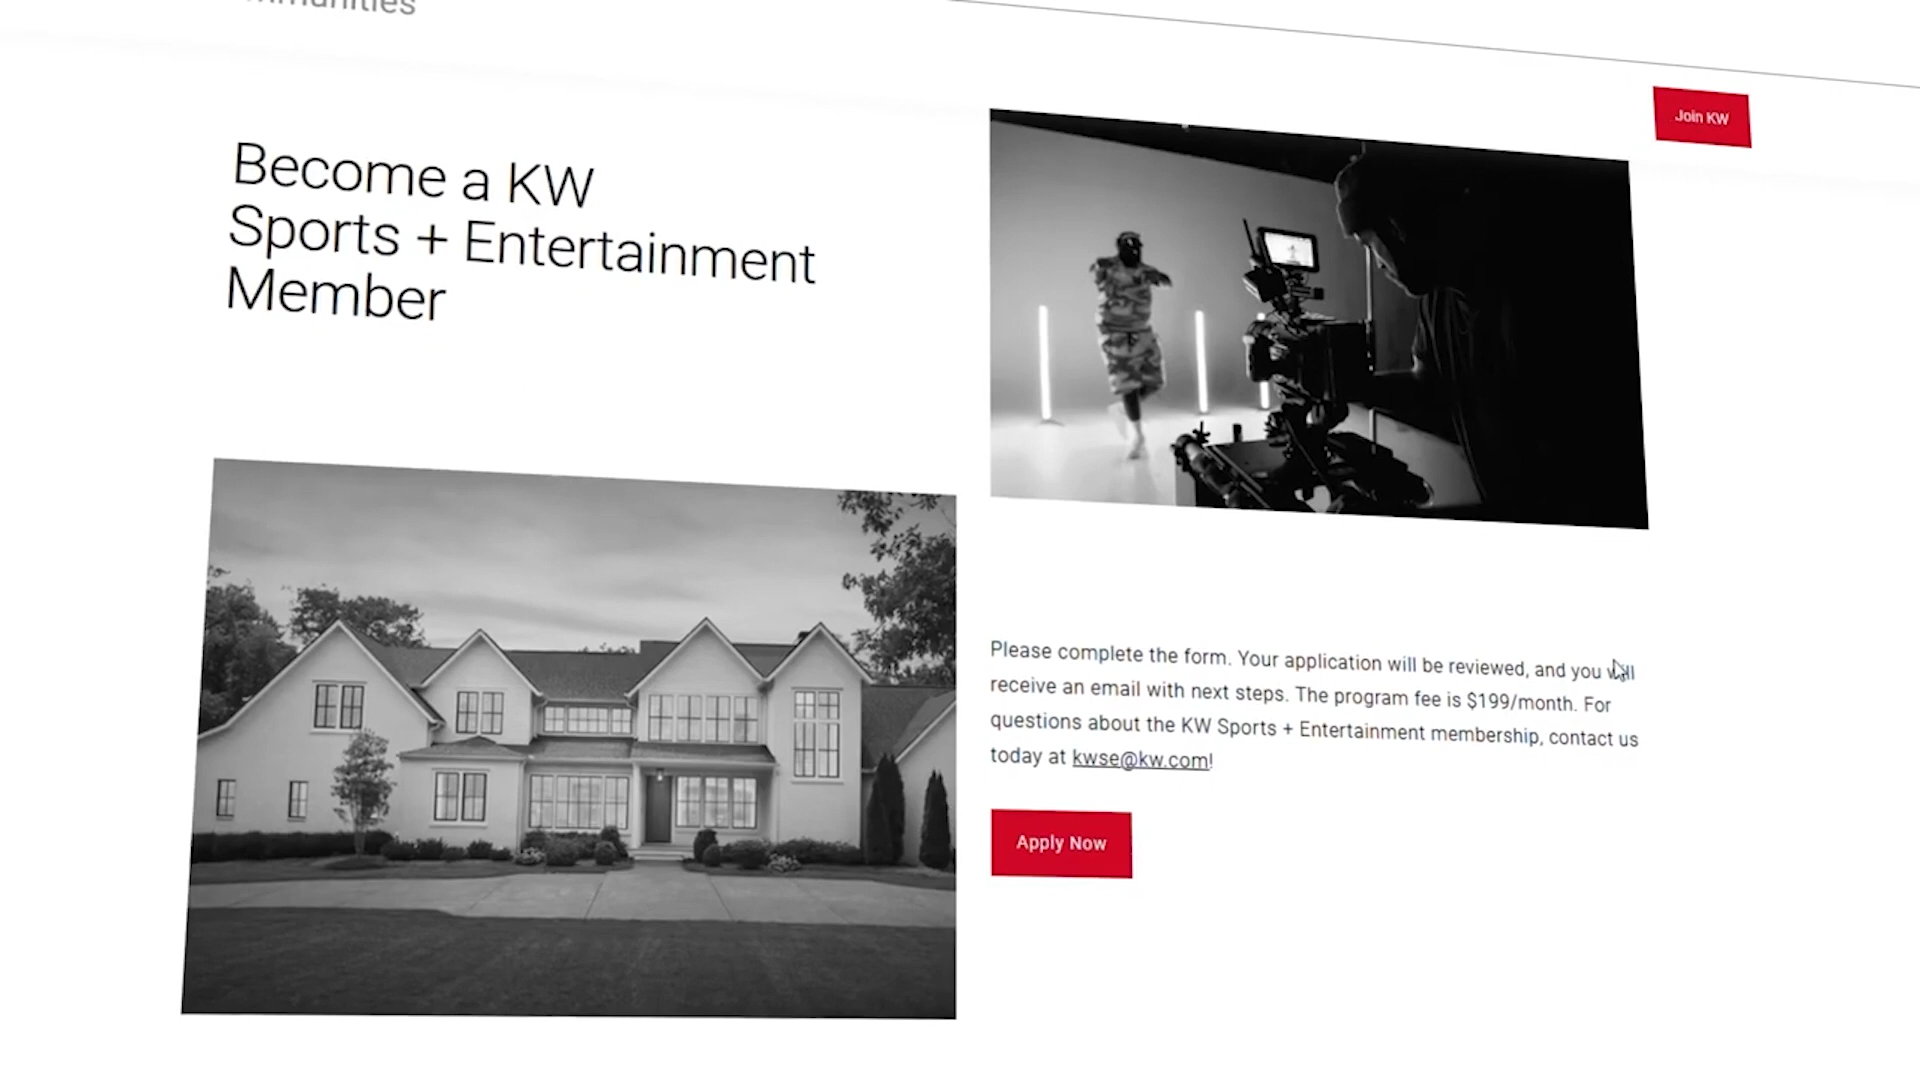 Become a KW
Sports + Entertainment
Member
Join KW
Please complete the form. Your application will be reviewed, and you will
receive an email with next steps. The program fee is $199/month. For
questions about the KW Sports + Entertainment membership, contact us
today at kwse@kw.com!
Apply Now